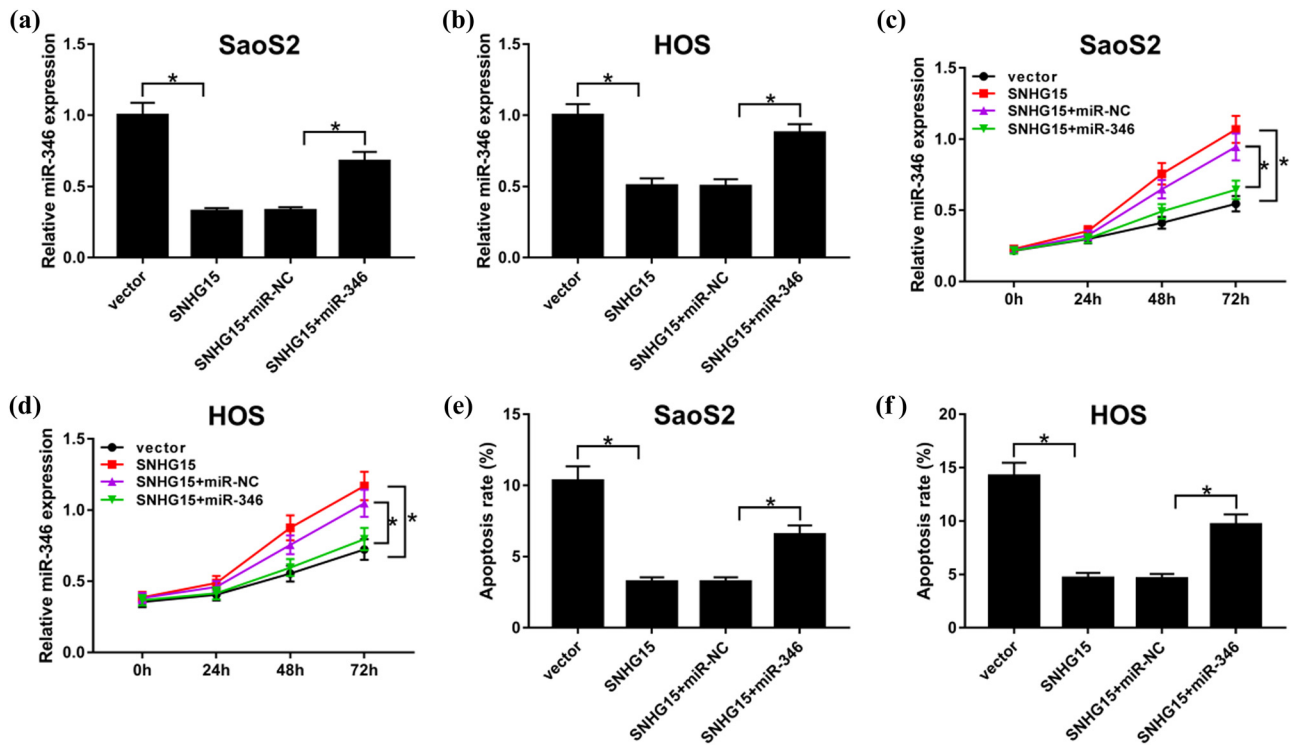 (a)
SaoS2
Relative miR-346 expression
1.5
1.0
0.5
0.0
*
*
vector
SNHG15
SNHG15+miR-NC
SNHG15+miR-346
(b)
HOS
Relative miR-346 expression
1.5
1.0
0.5
0.0
*
*
vector
SNHG15
SNHG15+miR-NC
SNHG15+miR-346
(c)
SaoS2
Relative miR-346 expression
1.5
1.0
0.5
0.0
vector
SNHG15
SNHG15+miR-NC
SNHG15+miR-346
*
*
0h 24h 48h 72h
(d)
HOS
Relative miR-346 expression
1.5
1.0
0.5
0.0
vector
SNHG15
SNHG15+miR-NC
SNHG15+miR-346
*
*
0h 24h 48h 72h
(e)
SaoS2
Apoptosis rate (%)
15
10
5
0
*
*
vector
SNHG15
SNHG15+miR-NC
SNHG15+miR-346
(f)
HOS
Apoptosis rate (%)
20
15
10
5
0
*
*
vector
SNHG15
SNHG15+miR-NC
SNHG15+miR-346